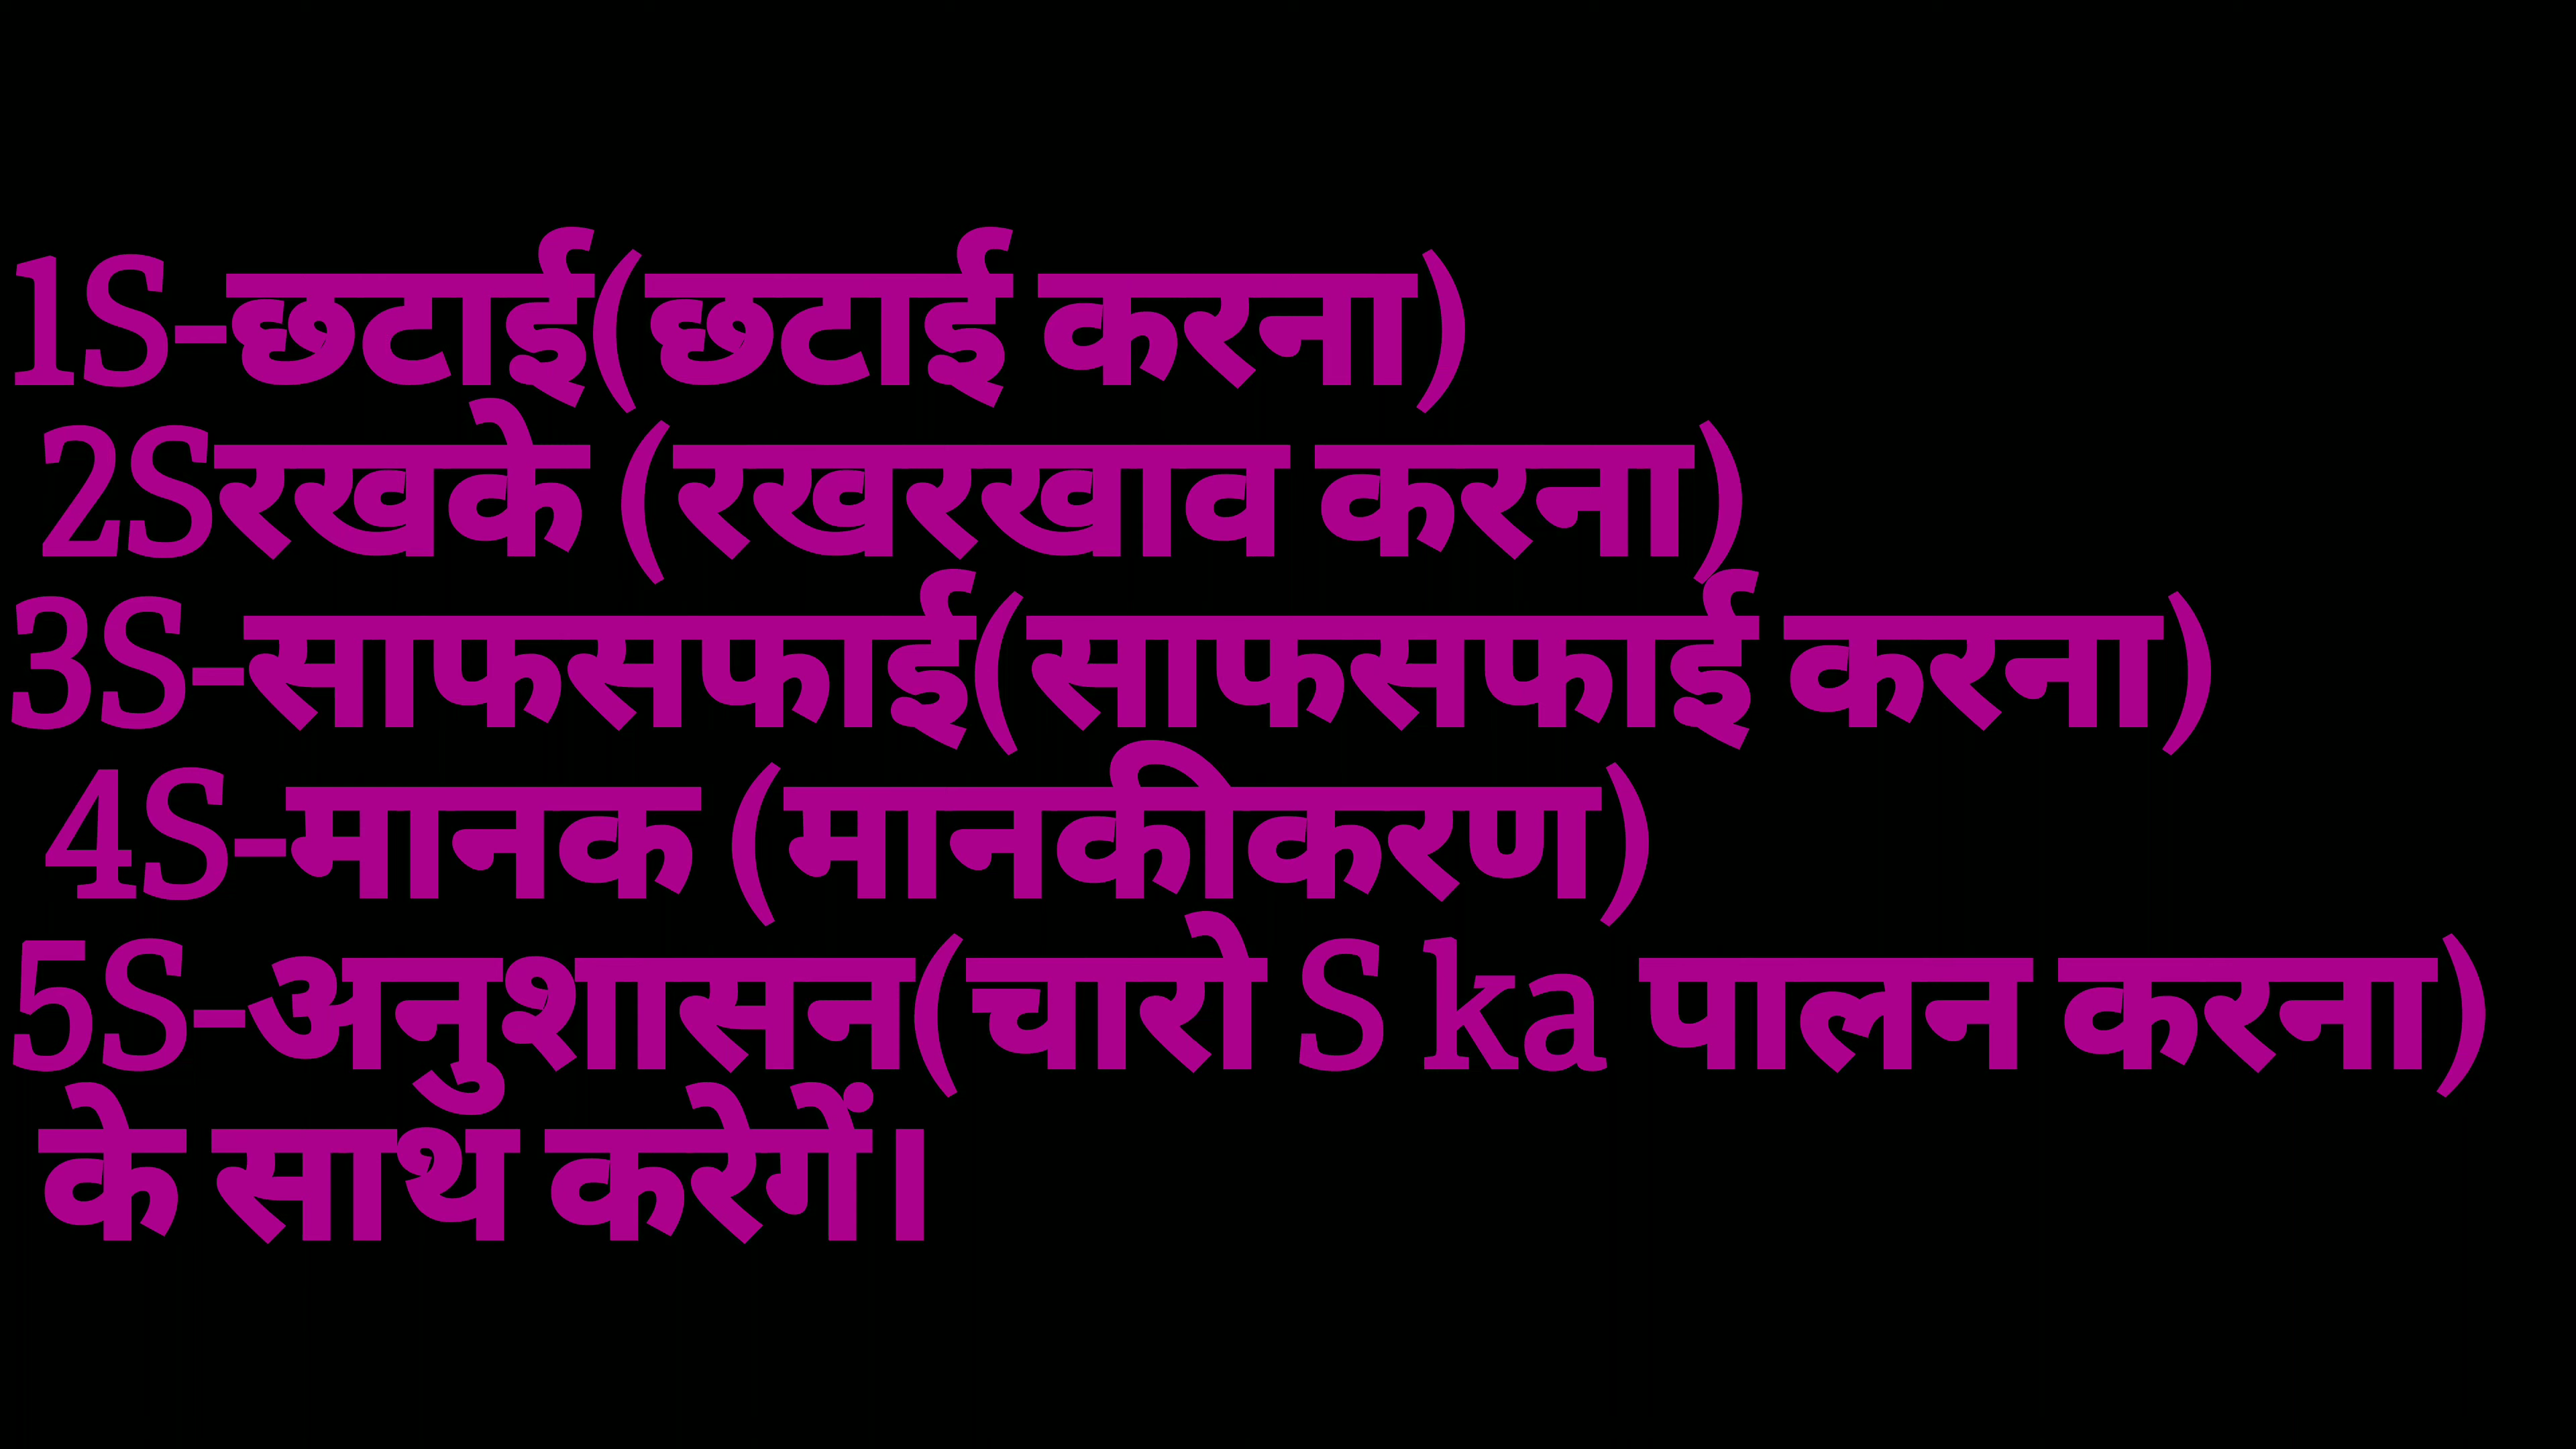 1S-छटाई(छटाई करना)
2Sरखके (रखरखाव करना)
3S-साफसफाई(साफसफाई करना)
4S-मानक (मानकीकरण)
5S-अनुशासन(चारो S ka पालन करना)
के साथ करेगें।